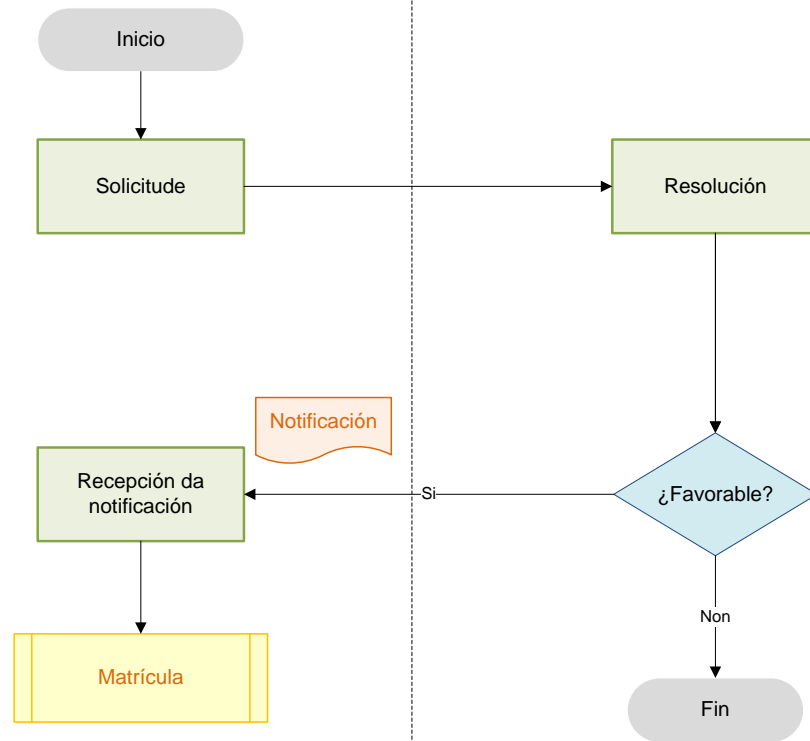 Inicio
Solicitude
Resolución
Notificación
Recepción da
notificación
Si
¿Favorable?
Non
Matrícula
Fin